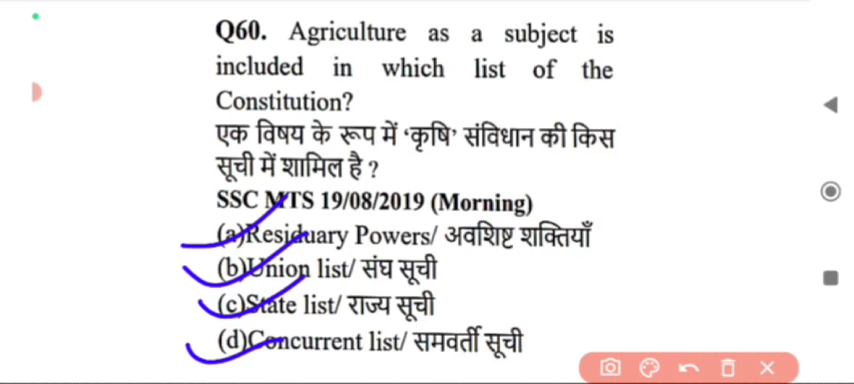 Q60. Agriculture as a subject is
included in which list of the
Constitution?
एक विषय के रूप में ‘कृषि’ संविधान की किस
सूची में शामिल है ?
SSC MTS 19/08/2019 (Morning)
(a)Residuary Powers/ अवशिष्ट शक्तियाँ
(b)Union list/ संघ सूची
(c)State list/ राज्य सूची
(d)Concurrent list/ समवर्ती सूची